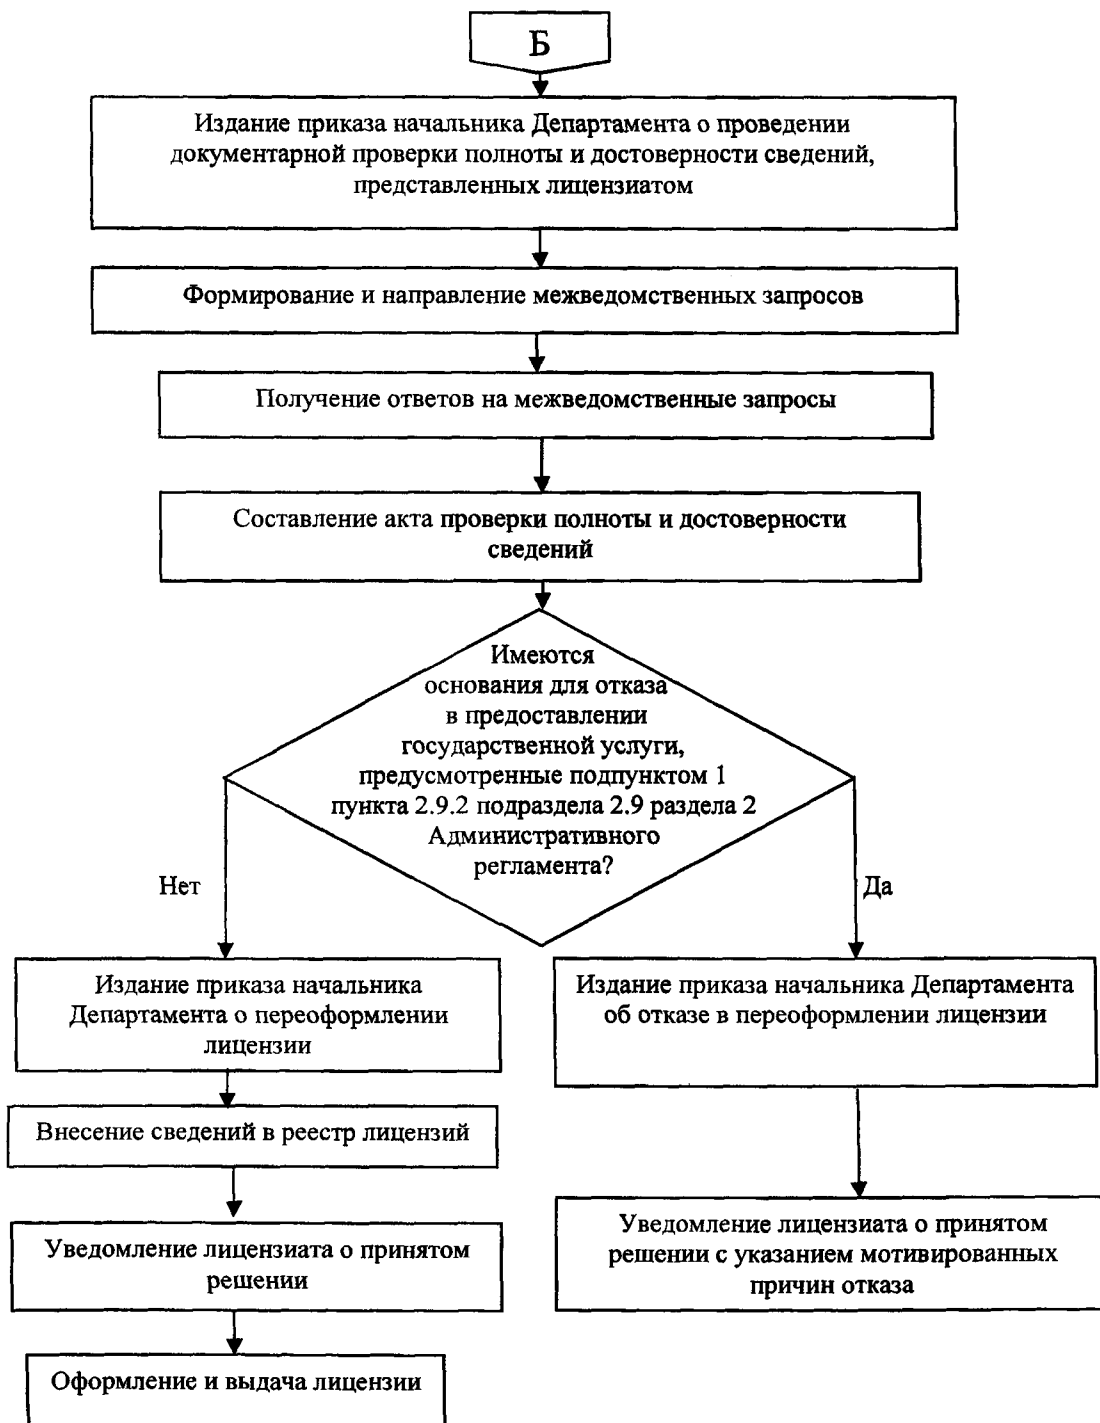 Б
Издание приказа начальника Департамента о проведении
документарной проверки полноты и достоверности сведений,
представленных лицензиатом
Формирование и направление межведомственных запросов
Получение ответов на межведомственные запросы
Составление акта проверки полноты и достоверности
сведений
Имеются
основания для отказа
в предоставлении
государственной услуги,
предусмотренные подпунктом 1
пункта 2.9.2 подраздела 2.9 раздела 2
Административного
регламента?
Нет
Да
Издание приказа начальника
Департамента о переоформлении
лицензии
Издание приказа начальника Департамента
об отказе в переоформлении лицензии
Внесение сведений в реестр лицензий
Уведомление лицензиата о принятом
решении
Уведомление лицензиата о принятом
решении с указанием мотивированных
причин отказа
Оформление и выдача лицензии